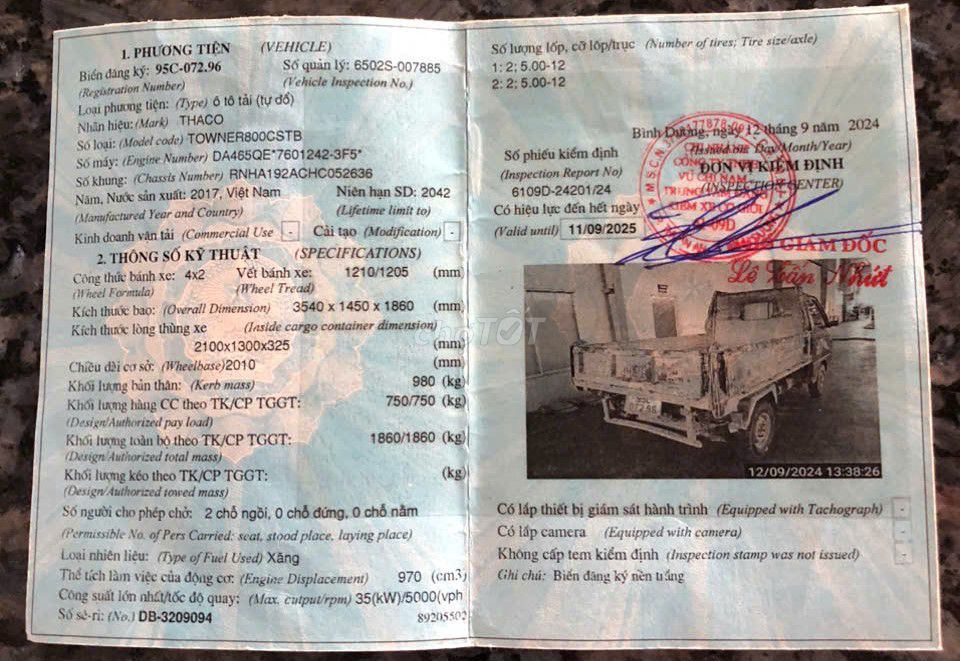 1. PHƯƠNG TIỆN (VEHICLE)
Biển đăng ký: 95C-072.96 Số quản lý: 6502S-007885
(Registration Number) (Vehicle Inspection No.)
Loại phương tiện: (Type) ô tô tải (tự đổ)
Nhãn hiệu: (Mark) THACO
Số loại: (Model code) TOWNER800CSTB
Số máy: (Engine Number) DA465QE*7601242-3F5*
Số khung: (Chassis Number) RNHA192ACHC052636
Năm, Nước sản xuất: 2017, Việt Nam Niên hạn SD: 2042
(Manufactured Year and Country) (Lifetime limit to)
Kinh doanh vận tải (Commercial Use - Cải tạo (Modification) -
2. THÔNG SỐ KỸ THUẬT (SPECIFICATIONS)
Công thức bánh xe: 4x2 Vết bánh xe: 1210/1205 (mm)
(Wheel Formula) (Wheel Tread)
Kích thước bao: (Overall Dimension) 3540 x 1450 x 1860 (mm)
Kích thước lòng thùng xe (Inside cargo container dimension)
2100x1300x325 (mm)
Chiều dài cơ sở: (Wheelbase) 2010 (mm)
Khối lượng bản thân: (Kerb mass) 980 (kg)
Khối lượng hàng CC theo TK/CP TGGT: 750/750 (kg)
(Design/Authorized pay load)
Khối lượng toàn bộ theo TK/CP TGGT: 1860/1860 (kg)
(Design/Authorized total mass)
Khối lượng kéo theo TK/CP TGGT: (kg)
(Design/Authorized towed mass)
Số người cho phép chở: 2 chỗ ngồi, 0 chỗ đứng, 0 chỗ nằm
(Permissible No. of Pers Carried: seat, stood place, laying place)
Loại nhiên liệu: (Type of Fuel Used) Xăng
Thể tích làm việc của động cơ: (Engine Displacement) 970 (cm3)
Công suất lớn nhất/tốc độ quay: (Max. output/rpm) 35(kW)/5000(vph
Số sê-ri: (No.) DB-3209094 89205502
Số lượng lốp, cỡ lốp/trục (Number of tires; Tire size/axle)
1: 2; 5.00-12
2: 2; 5.00-12
Bình Dương, ngày 12 tháng 9 năm 2024
(Issued on: Day/Month/Year)
Số phiếu kiểm định ĐƠN VỊ KIỂM ĐỊNH
(Inspection Report No) (INSPECTION CENTER)
6109D-24201/24
Có hiệu lực đến hết ngày
(Valid until) 11/09/2025
GIÁM ĐỐC
Lê Văn Nhứt
chợTỐT
072.96
12/09/2024 13:38:26
Có lắp thiết bị giám sát hành trình (Equipped with Tachograph) -
Có lắp camera (Equipped with camera) -
Không cấp tem kiểm định (Inspection stamp was not issued) -
Ghi chú: Biển đăng ký nền trắng